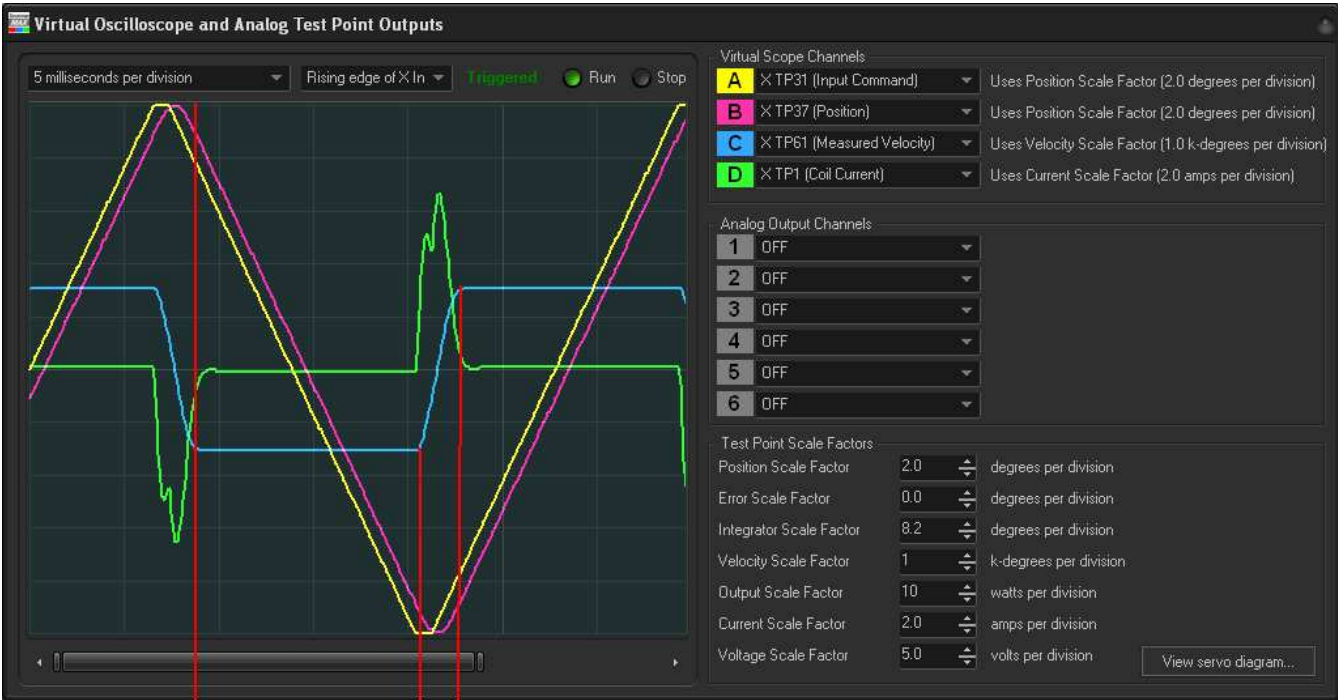 Virtual Oscilloscope and Analog Test Point Outputs
5 milliseconds per division
Rising edge of X In
Triggered
Run
Stop
Virtual Scope Channels
A X TP31 (Input Command) Uses Position Scale Factor (2.0 degrees per division)
B X TP37 (Position) Uses Position Scale Factor (2.0 degrees per division)
C X TP61 (Measured Velocity) Uses Velocity Scale Factor (1.0 k-degrees per division)
D X TP1 (Coil Current) Uses Current Scale Factor (2.0 amps per division)
Analog Output Channels
1 OFF
2 OFF
3 OFF
4 OFF
5 OFF
6 OFF
Test Point Scale Factors
Position Scale Factor 2.0 degrees per division
Error Scale Factor 0.0 degrees per division
Integrator Scale Factor 8.2 degrees per division
Velocity Scale Factor 1 k-degrees per division
Output Scale Factor 10 watts per division
Current Scale Factor 2.0 amps per division
Voltage Scale Factor 5.0 volts per division
View servo diagram...